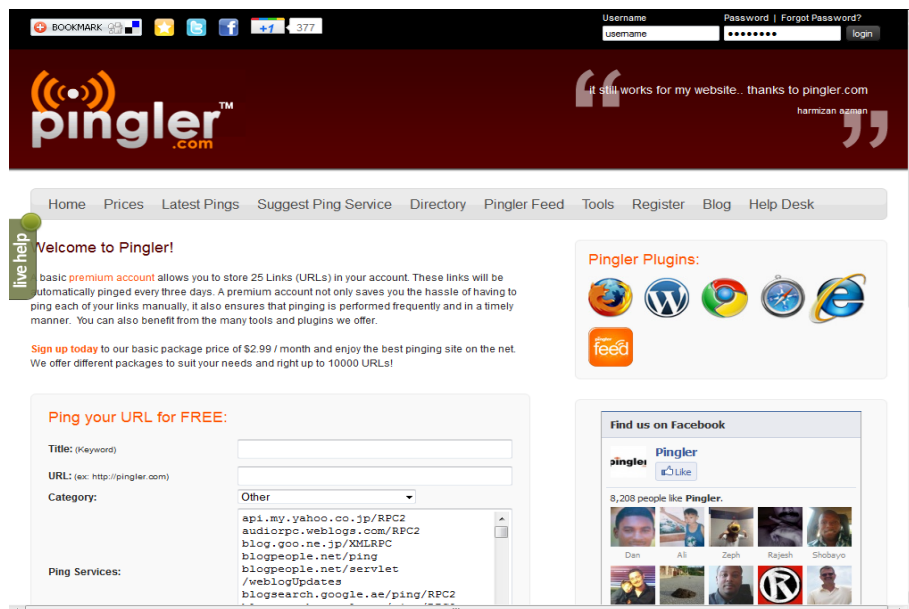 BOOKMARK
+1
377
Username
Password | Forgot Password?
username
login
pingler™
.com
it still works for my website.. thanks to pingler.com
harmizan azman
Home Prices Latest Pings Suggest Ping Service Directory Pingler Feed Tools Register Blog Help Desk
live help
Welcome to Pingler!
A basic premium account allows you to store 25 Links (URLs) in your account. These links will be
automatically pinged every three days. A premium account not only saves you the hassle of having to
ping each of your links manually, it also ensures that pinging is performed frequently and in a timely
manner. You can also benefit from the many tools and plugins we offer.
Sign up today to our basic package price of $2.99 / month and enjoy the best pinging site on the net.
We offer different packages to suit your needs and right up to 10000 URLs!
Pingler Plugins:
pingler
feed
Ping your URL for FREE:
Title: (Keyword)
URL: (ex: http://pingler.com)
Category:
Other
Ping Services:
api.my.yahoo.co.jp/RPC2
audiorpc.weblogs.com/RPC2
blog.goo.ne.jp/XMLRPC
blogpeople.net/ping
blogpeople.net/servlet
/weblogUpdates
blogsearch.google.ae/ping/RPC2
Find us on Facebook
pingler
Pingler
Like
8,208 people like Pingler.
Dan Ali Zeph Rajesh Shobayo